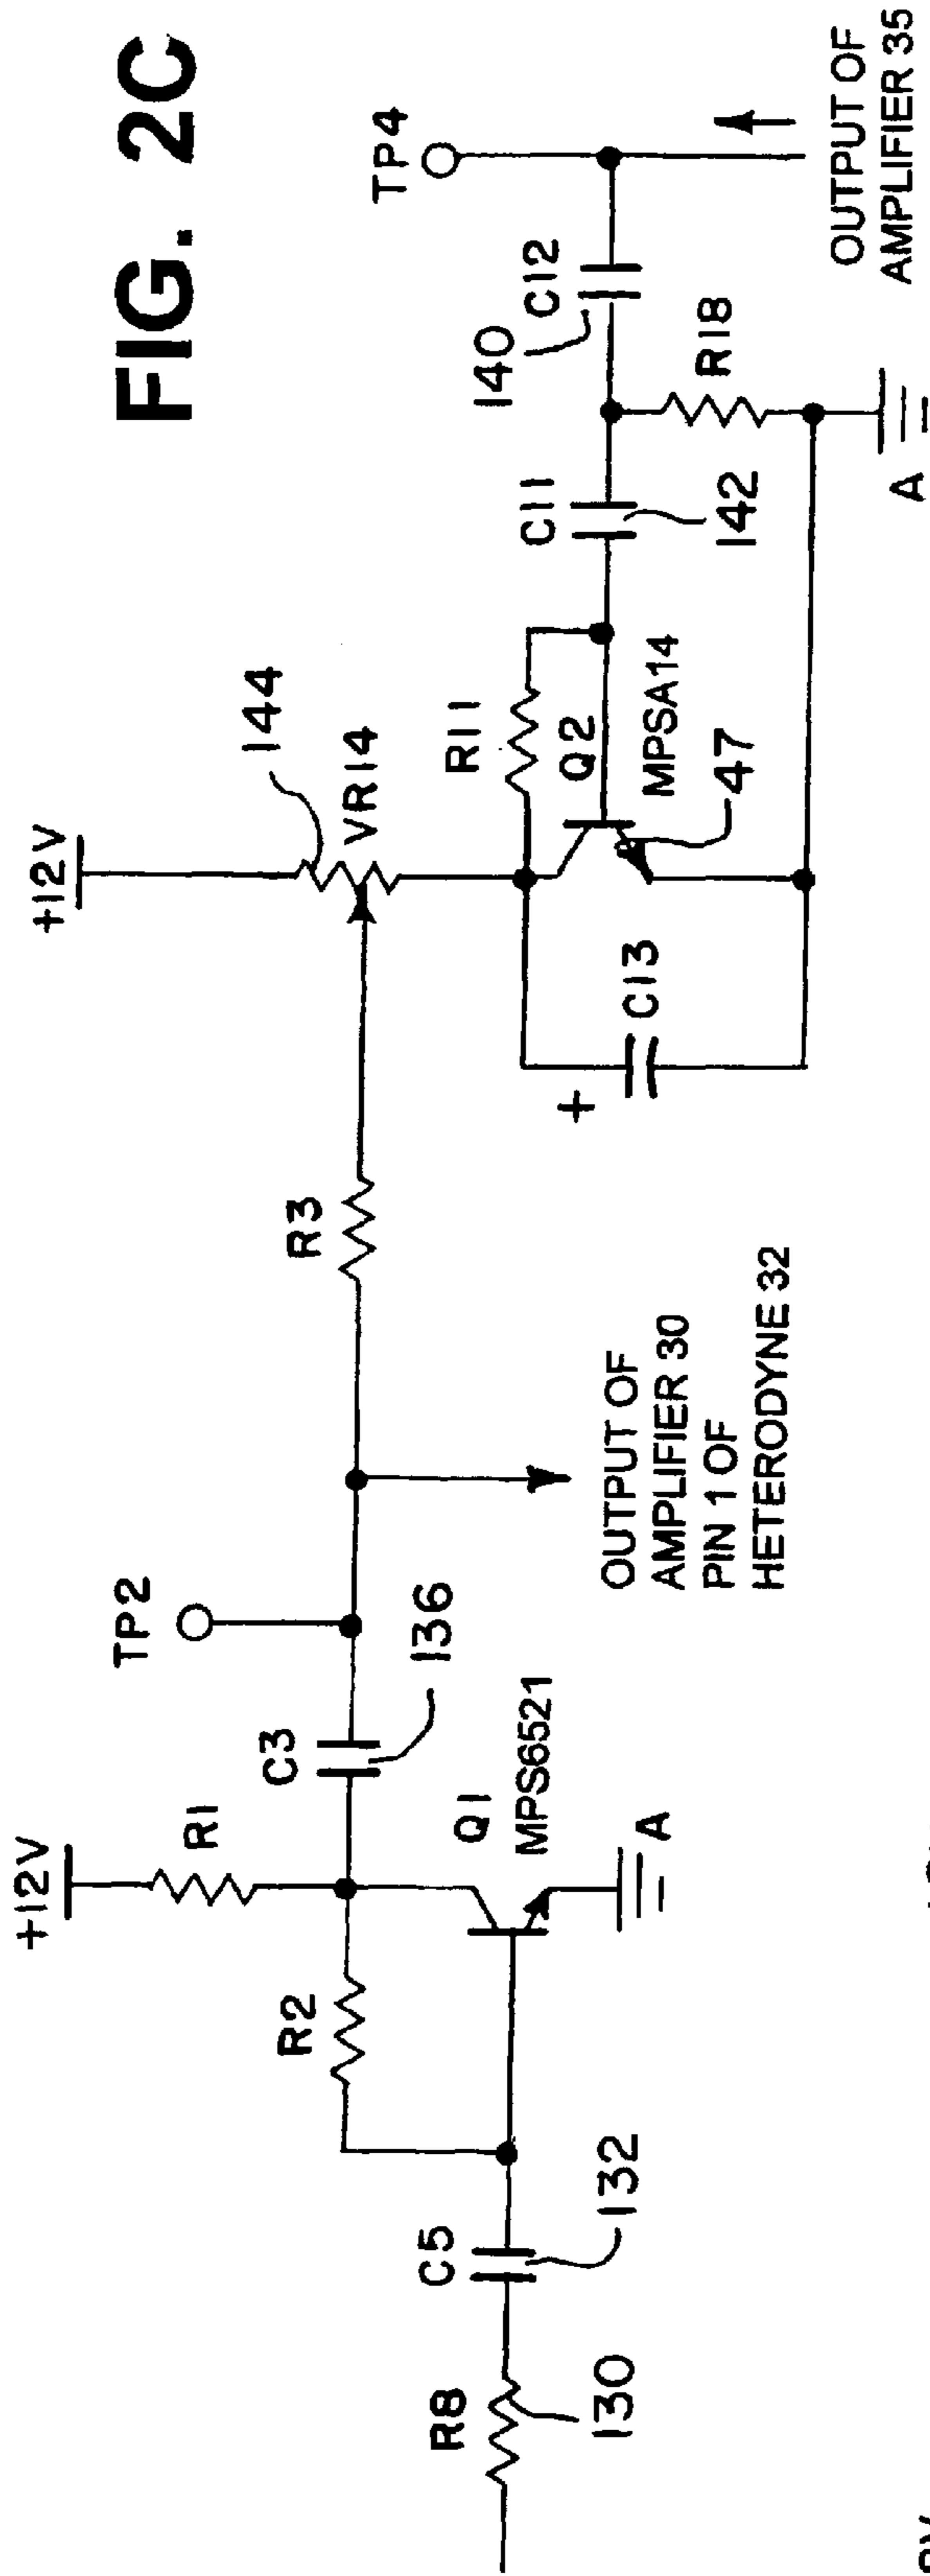 FIG. 2C
+12V
R1
R2
C5
132
R8
130
Q1
MPS6521
A
C3
136
TP2
OUTPUT OF
AMPLIFIER 30
PIN 1 OF
HETERODYNE 32
R3
+12V
144
VR14
R11
Q2
MPSA14
47
+
C13
C11
142
140
C12
R18
A
TP4
OUTPUT OF
AMPLIFIER 35